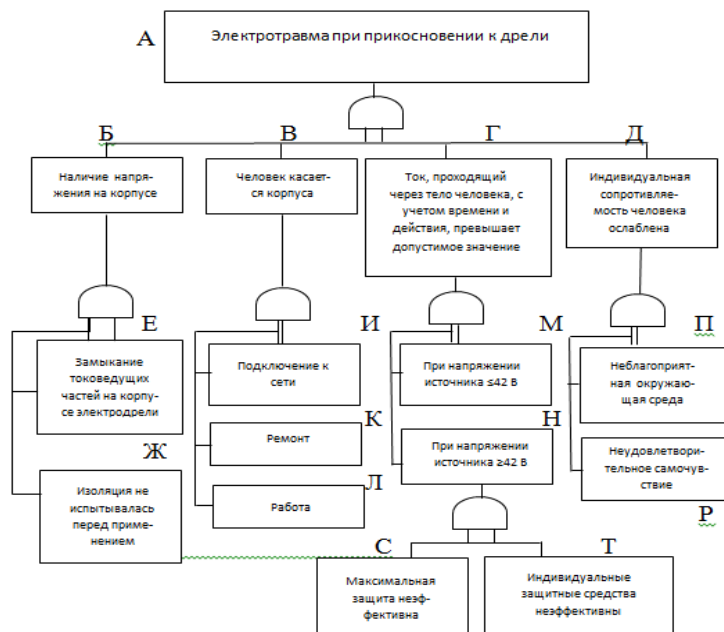 А
Электротравма при прикосновении к дрели
Б
В
Г
Д
Наличие напря-
жения на корпусе
Человек касает-
ся корпуса
Ток, проходящий
через тело человека, с
учетом времени и
действия, превышает
допустимое значение
Индивидуальная
сопротивляе-
мость человека
ослаблена
Е
И
М
П
Замыкание
токоведущих
частей на корпу-
се электродрели
Подключение к
сети
При напряжении
источника ≤42 В
Неблагоприят-
ная окружаю-
щая среда
Ж
К
Н
Изоляция не
испытывалась
перед приме-
нением
Ремонт
При напряжении
источника ≥42 В
Неудовлетвори-
тельное самочув-
ствие
Л
Р
Работа
С
Т
Максимальная
защита неэф-
фективна
Индивидуальные
защитные средства
неэффективны